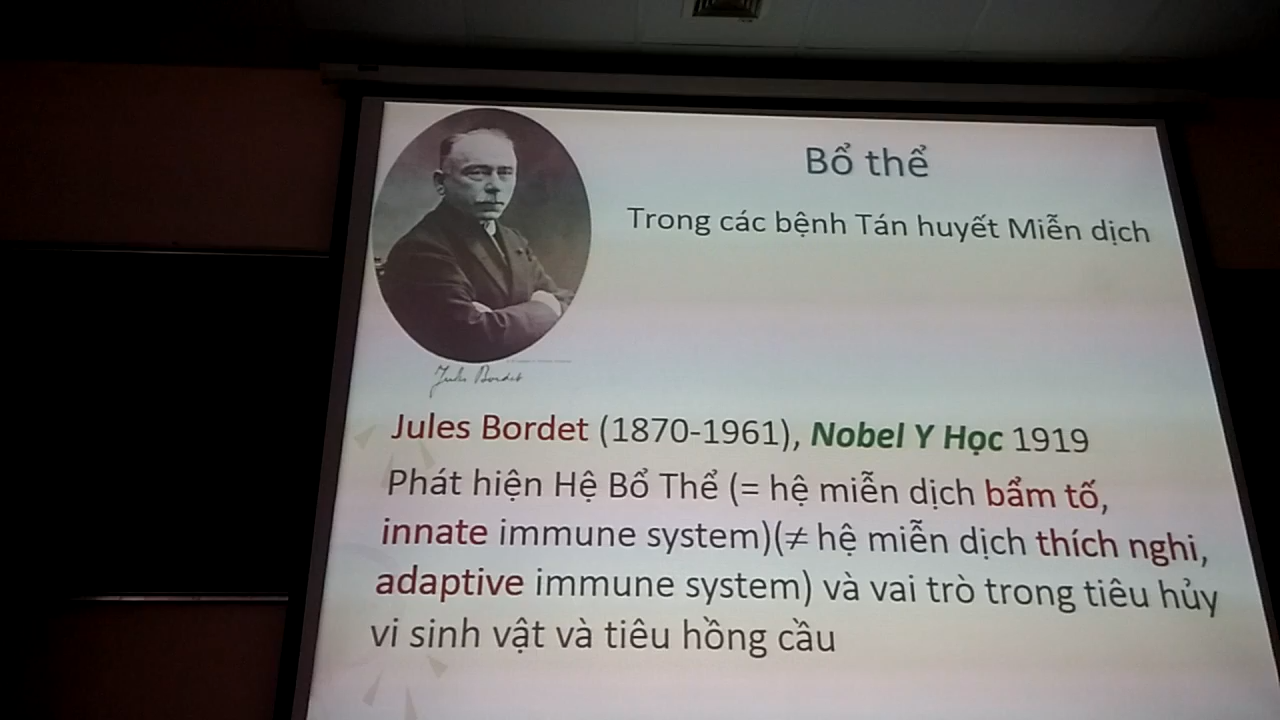 Bổ thể
Trong các bệnh Tán huyết Miễn dịch
Jules Bordet
Jules Bordet (1870-1961), Nobel Y Học 1919
Phát hiện Hệ Bổ Thể (= hệ miễn dịch bẩm tố,
innate immune system)(≠ hệ miễn dịch thích nghi,
adaptive immune system) và vai trò trong tiêu hủy
vi sinh vật và tiêu hồng cầu